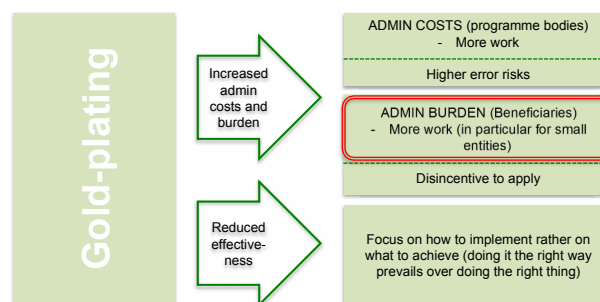 Gold-plating
Increased
admin
costs and
burden
ADMIN COSTS (programme bodies)
- More work
Higher error risks
ADMIN BURDEN (Beneficiaries)
- More work (in particular for small
entities)
Disincentive to apply
Reduced
effective-
ness
Focus on how to implement rather on
what to achieve (doing it the right way
prevails over doing the right thing)